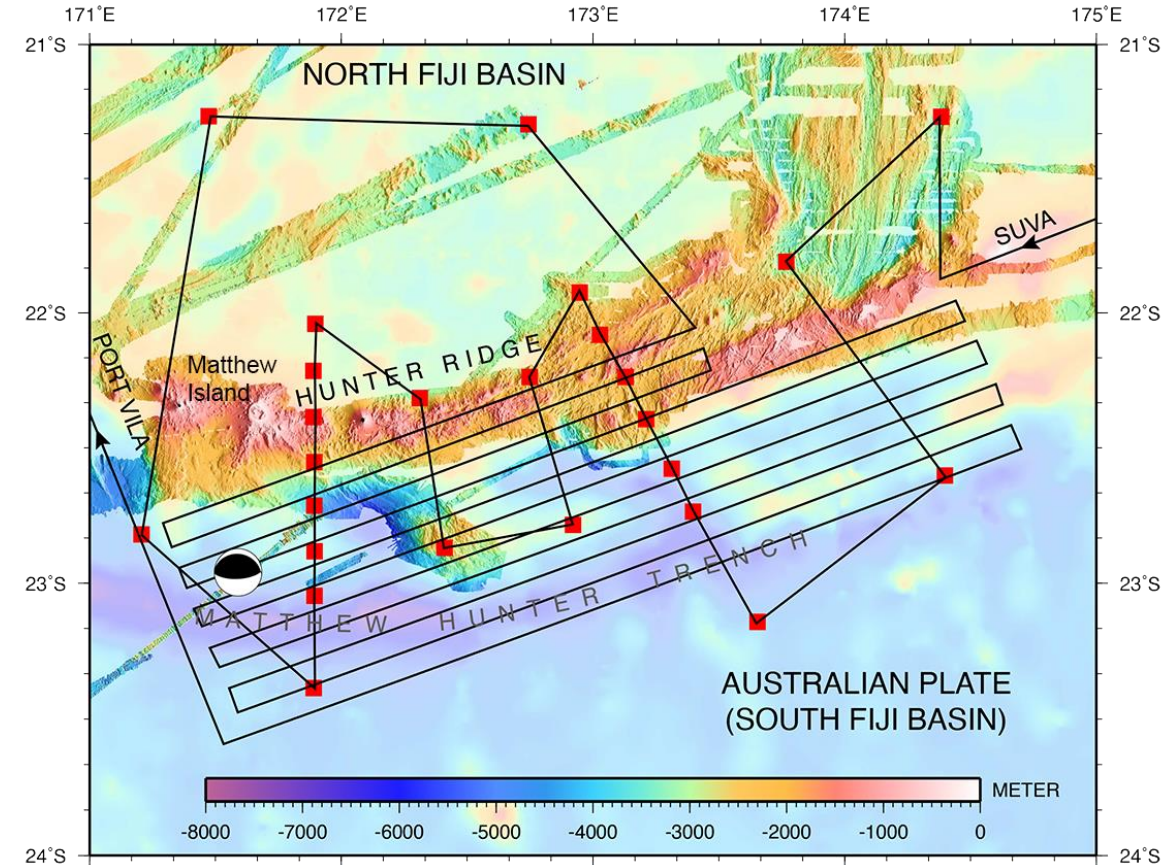 171°E 172°E 173°E 174°E 175°E
21°S 21°S
NORTH FIJI BASIN
SUVA
22°S 22°S
PORT VILA
Matthew
Island
HUNTER RIDGE
23°S 23°S
MATTHEW HUNTER TRENCH
AUSTRALIAN PLATE
(SOUTH FIJI BASIN)
METER
-8000 -7000 -6000 -5000 -4000 -3000 -2000 -1000 0
24°S 24°S